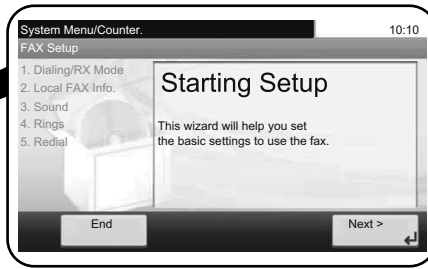 System Menu/Counter.
10:10
FAX Setup
1. Dialing/RX Mode
2. Local FAX Info.
3. Sound
4. Rings
5. Redial
Starting Setup
This wizard will help you set
the basic settings to use the fax.
End
Next >